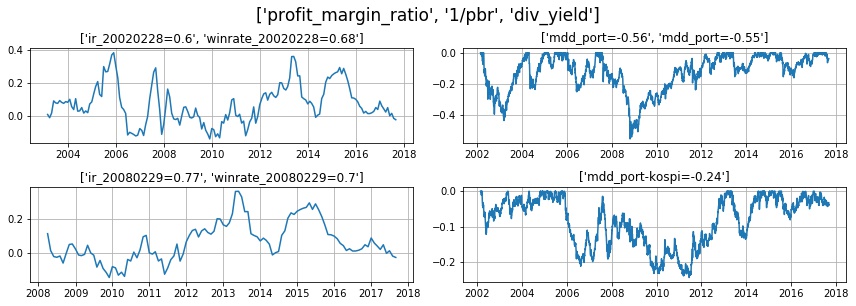 ['profit_margin_ratio', '1/pbr', 'div_yield']
['ir_20020228=0.6', 'winrate_20020228=0.68']
0.4
0.2
0.0
2004 2006 2008 2010 2012 2014 2016 2018
['mdd_port=-0.56', 'mdd_port=-0.55']
0.0
−0.2
−0.4
2002 2004 2006 2008 2010 2012 2014 2016 2018
['ir_20080229=0.77', 'winrate_20080229=0.7']
0.2
0.0
2008 2009 2010 2011 2012 2013 2014 2015 2016 2017 2018
['mdd_port-kospi=-0.24']
0.0
−0.1
−0.2
2002 2004 2006 2008 2010 2012 2014 2016 2018